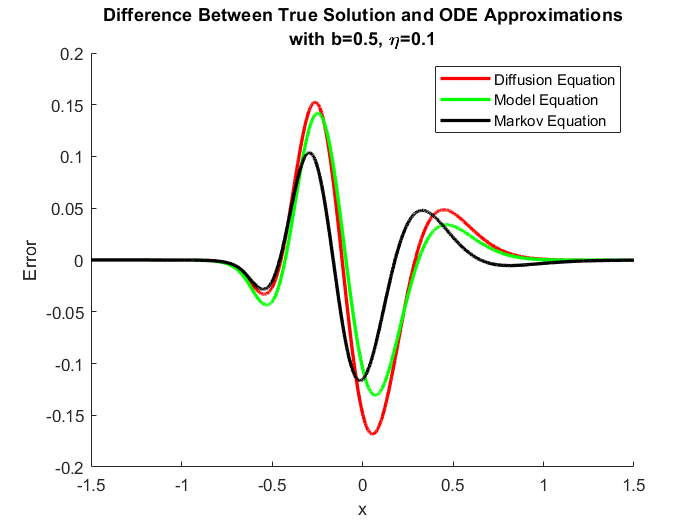 Difference Between True Solution and ODE Approximations
with b=0.5, η=0.1
Diffusion Equation
Model Equation
Markov Equation
Error
0.2
0.15
0.1
0.05
0
-0.05
-0.1
-0.15
-0.2
-1.5
-1
-0.5
0
0.5
1
1.5
x